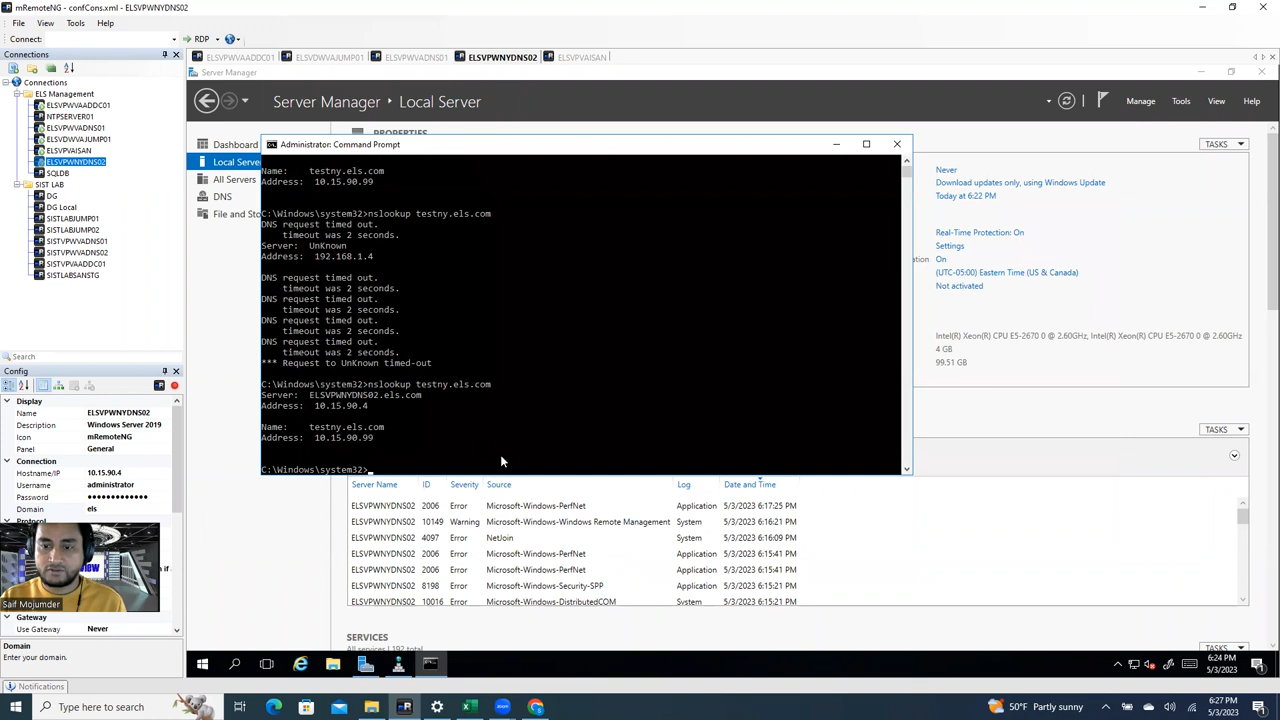 mRemoteNG - confCons.xml - ELSVPWNYDNS02
File View Tools Help
Connect: RDP
Connections
Connections
ELS Management
ELSVPWVAADDC01
NTPSERVER01
ELSVPWVADNS01
ELSVDWVAJUMP01
ELSVPVAISAN
ELSVPWNYDNS02
SQLDB
SIST LAB
DG
DG Local
SISTLABJUMP01
SISTLABJUMP02
SISTVPVADNS01
SISTVPVADNS02
SISTVPVAADDC01
SISTLABSANSTG
Search
Config
Display
Name ELSVPWNYDNS02
Description Windows Server 2019
Icon mRemoteNG
Panel General
Connection
Hostname/IP 10.15.90.4
Username administrator
Password ●●●●●●●●●●●●●
Domain els
Protocol
Saif Mojumder
Gateway
Use Gateway Never
Domain
Enter your domain.
Notifications
ELSVPWVAADDC01 ELSVDWVAJUMP01 ELSVPWVADNS01 ELSVPWNYDNS02 ELSVPVAISAN
Server Manager
Server Manager • Local Server
Manage Tools View Help
Dashboard
Local Serve
All Servers
DNS
File and Sto
PROPERTIES
TASKS
Administrator: Command Prompt
Name: testny.els.com
Address: 10.15.90.99
C:\Windows\system32>nslookup testny.els.com
DNS request timed out.
timeout was 2 seconds.
Server: UnKnown
Address: 192.168.1.4
DNS request timed out.
timeout was 2 seconds.
DNS request timed out.
timeout was 2 seconds.
DNS request timed out.
timeout was 2 seconds.
DNS request timed out.
timeout was 2 seconds.
*** Request to UnKnown timed-out
C:\Windows\system32>nslookup testny.els.com
Server: ELSVPWNYDNS02.els.com
Address: 10.15.90.4
Name: testny.els.com
Address: 10.15.90.99
C:\Windows\system32>
Never
Download updates only, using Windows Update
Today at 6:22 PM
Real-Time Protection: On
Settings
ation On
(UTC-05:00) Eastern Time (US & Canada)
Not activated
Intel(R) Xeon(R) CPU E5-2670 0 @ 2.60GHz, Intel(R) Xeon(R) CPU E5-2670 0 @ 2.60GHz
4 GB
99.51 GB
TASKS
Server Name ID Severity Source Log Date and Time
ELSVPWNYDNS02 2006 Error Microsoft-Windows-PerfNet Application 5/3/2023 6:17:25 PM
ELSVPWNYDNS02 10149 Warning Microsoft-Windows-Windows Remote Management System 5/3/2023 6:16:21 PM
ELSVPWNYDNS02 4097 Error NetJoin System 5/3/2023 6:16:09 PM
ELSVPWNYDNS02 2006 Error Microsoft-Windows-PerfNet Application 5/3/2023 6:15:41 PM
ELSVPWNYDNS02 2006 Error Microsoft-Windows-PerfNet Application 5/3/2023 6:15:41 PM
ELSVPWNYDNS02 8198 Error Microsoft-Windows-Security-SPP Application 5/3/2023 6:15:21 PM
ELSVPWNYDNS02 10016 Error Microsoft-Windows-DistributedCOM System 5/3/2023 6:15:21 PM
SERVICES
All services | 192 total
TASKS
6:24 PM
5/3/2023
Type here to search
50°F Partly sunny
6:27 PM
5/3/2023